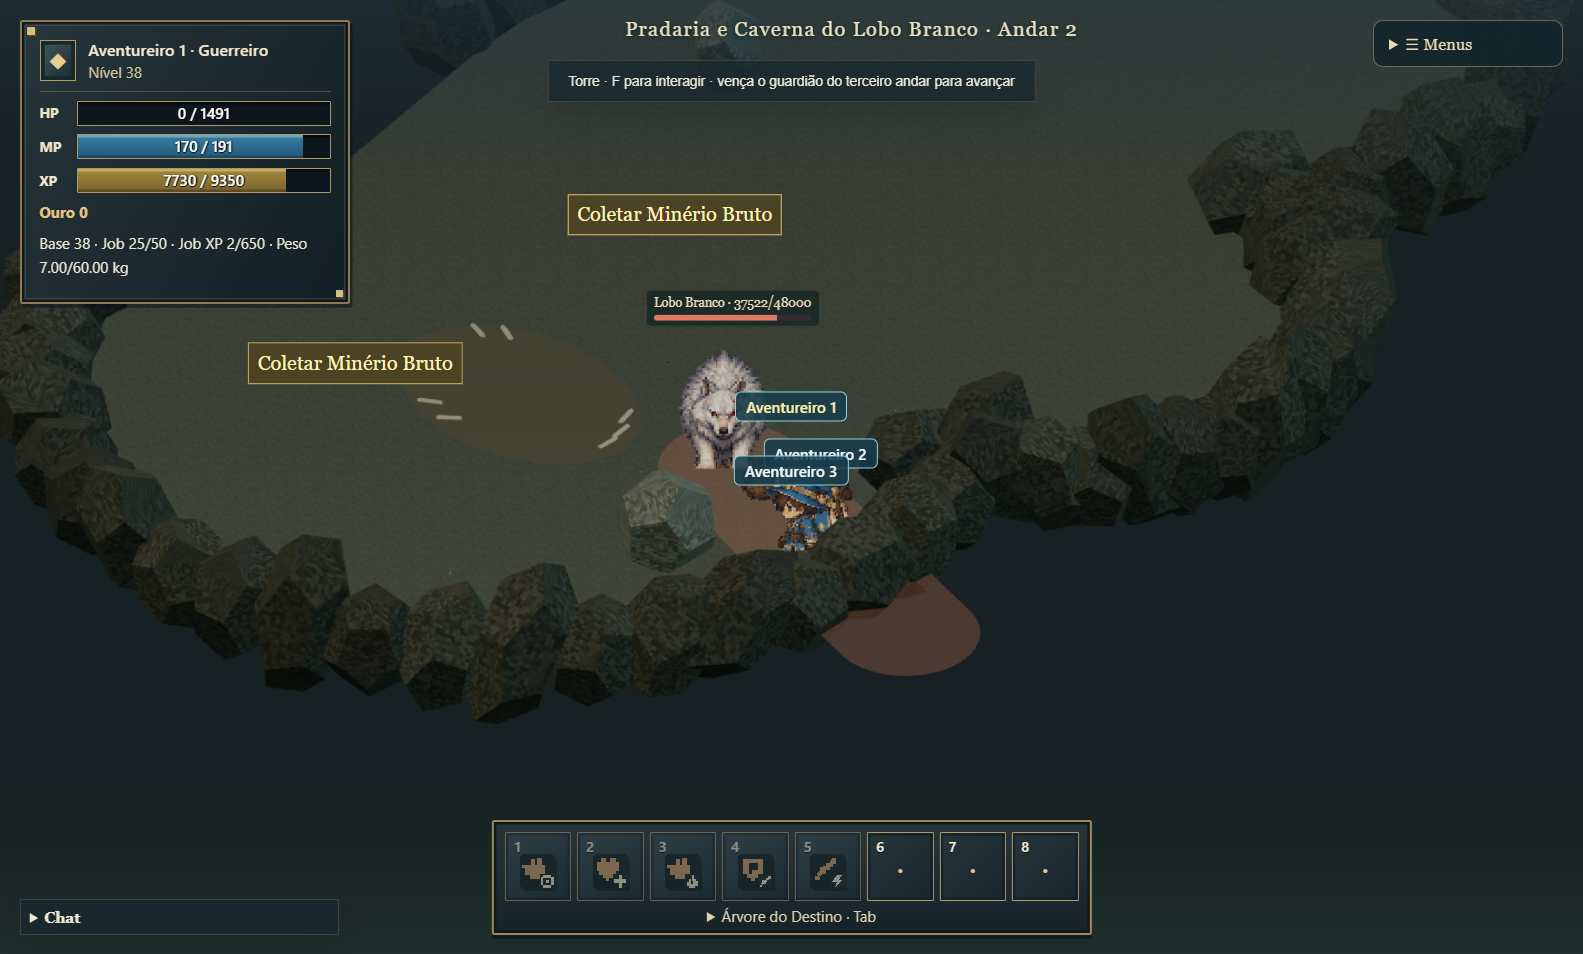 Aventureiro 1 · Guerreiro
Nível 38
HP
0 / 1491
MP
170 / 191
XP
7730 / 9350
Ouro 0
Base 38 · Job 25/50 · Job XP 2/650 · Peso
7.00/60.00 kg
Pradaria e Caverna do Lobo Branco · Andar 2
Torre · F para interagir · vença o guardião do terceiro andar para avançar
☰ Menus
Coletar Minério Bruto
Lobo Branco · 37522/48000
Coletar Minério Bruto
Aventureiro 1
Aventureiro 2
Aventureiro 3
1
2
3
4
5
6
7
8
Árvore do Destino · Tab
Chat